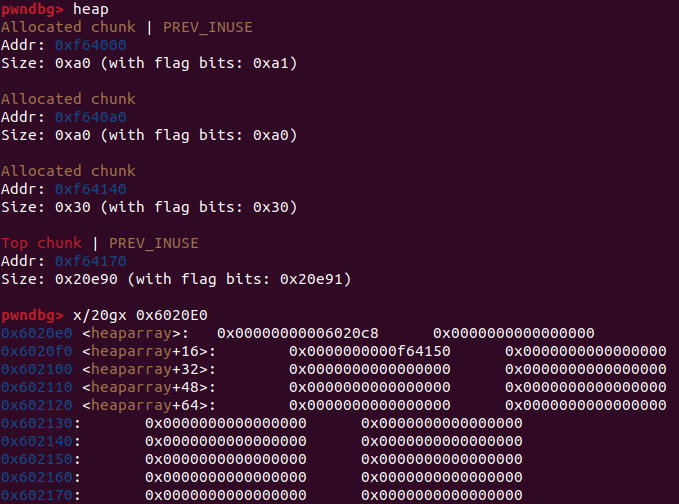 pwndbg> heap
Allocated chunk | PREV_INUSE
Addr: 0xf64000
Size: 0xa0 (with flag bits: 0xa1)
Allocated chunk
Addr: 0xf640a0
Size: 0xa0 (with flag bits: 0xa0)
Allocated chunk
Addr: 0xf64140
Size: 0x30 (with flag bits: 0x30)
Top chunk | PREV_INUSE
Addr: 0xf64170
Size: 0x20e90 (with flag bits: 0x20e91)
pwndbg> x/20gx 0x6020E0
0x6020e0 <heaparray>: 0x00000000006020c8 0x0000000000000000
0x6020f0 <heaparray+16>: 0x0000000000f64150 0x0000000000000000
0x602100 <heaparray+32>: 0x0000000000000000 0x0000000000000000
0x602110 <heaparray+48>: 0x0000000000000000 0x0000000000000000
0x602120 <heaparray+64>: 0x0000000000000000 0x0000000000000000
0x602130: 0x0000000000000000 0x0000000000000000
0x602140: 0x0000000000000000 0x0000000000000000
0x602150: 0x0000000000000000 0x0000000000000000
0x602160: 0x0000000000000000 0x0000000000000000
0x602170: 0x0000000000000000 0x0000000000000000